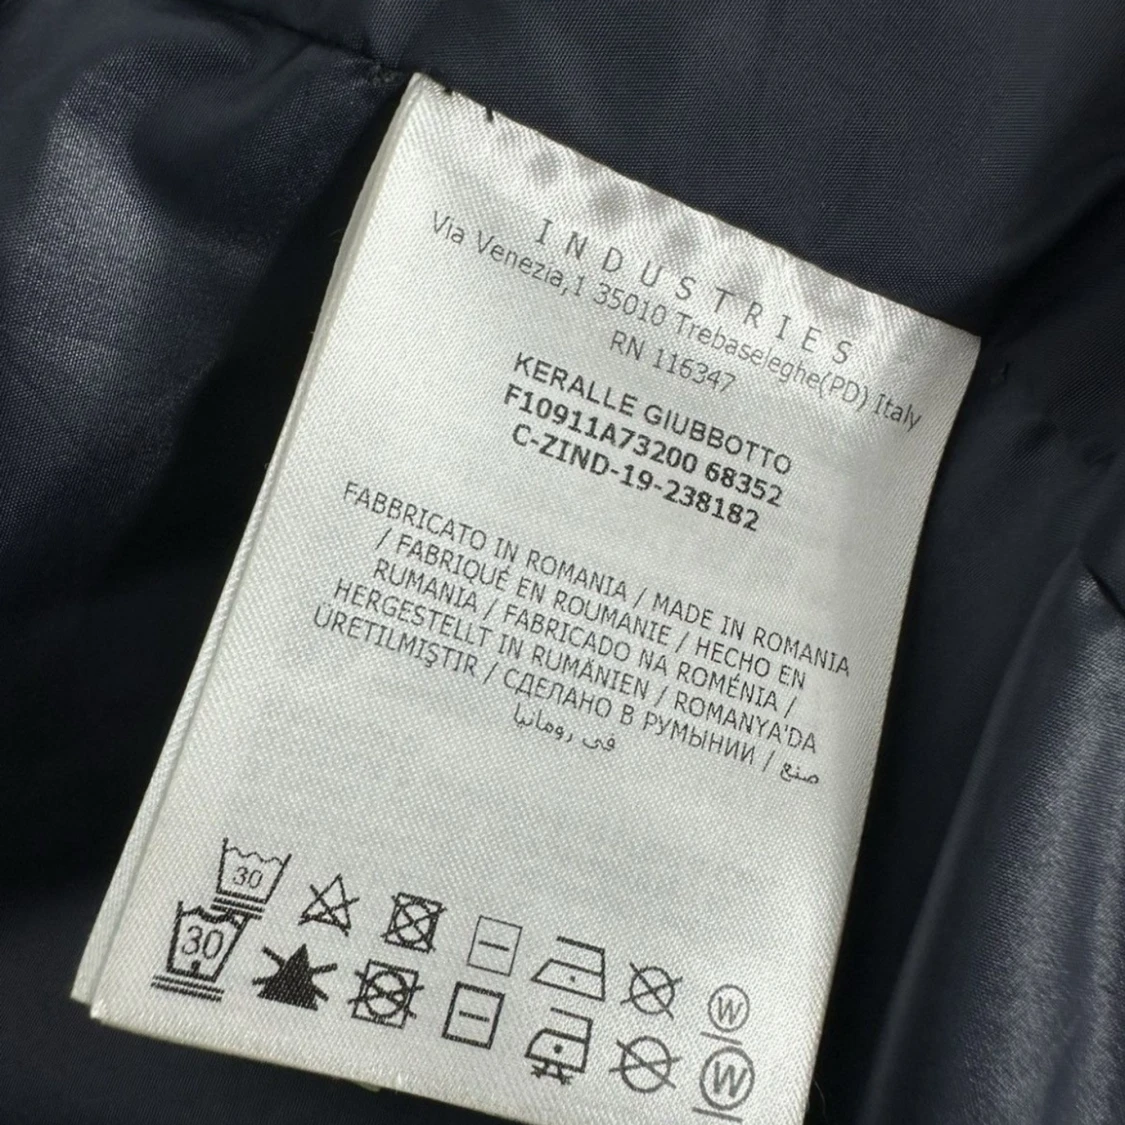 INDUSTRIES
Via Venezia,1 35010 Trebaseleghe(PD) Italy
RN 116347
KERALLE GIUBBOTTO
F10911A73200 68352
C-ZIND-19-238182
FABBRICATO IN ROMANIA / MADE IN ROMANIA
/ FABRIQUÉ EN ROUMANIE / HECHO EN
RUMANIA / FABRICADO NA ROMÉNIA /
HERGESTELLT IN RUMÄNIEN / ROMANYA'DA
ÜRETILMIŞTIR / СДЕЛАНО В РУМЫНИИ / صنع
في رومانيا
30
W
30
W